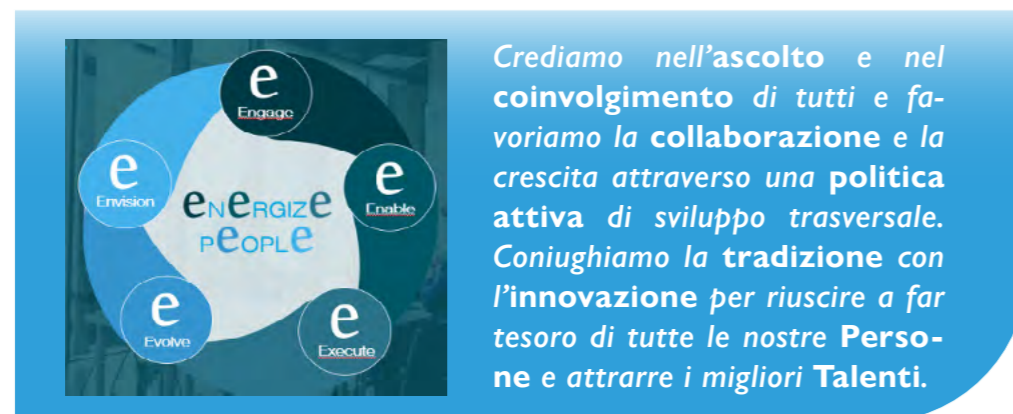 e
Engage
e
Envision
e
Enable
eNeRGIZe
PeOPLe
e
Evolve
e
Execute
Crediamo nell'ascolto e nel
coinvolgimento di tutti e fa-
voriamo la collaborazione e la
crescita attraverso una politica
attiva di sviluppo trasversale.
Coniughiamo la tradizione con
l'innovazione per riuscire a far
tesoro di tutte le nostre Perso-
ne e attrarre i migliori Talenti.